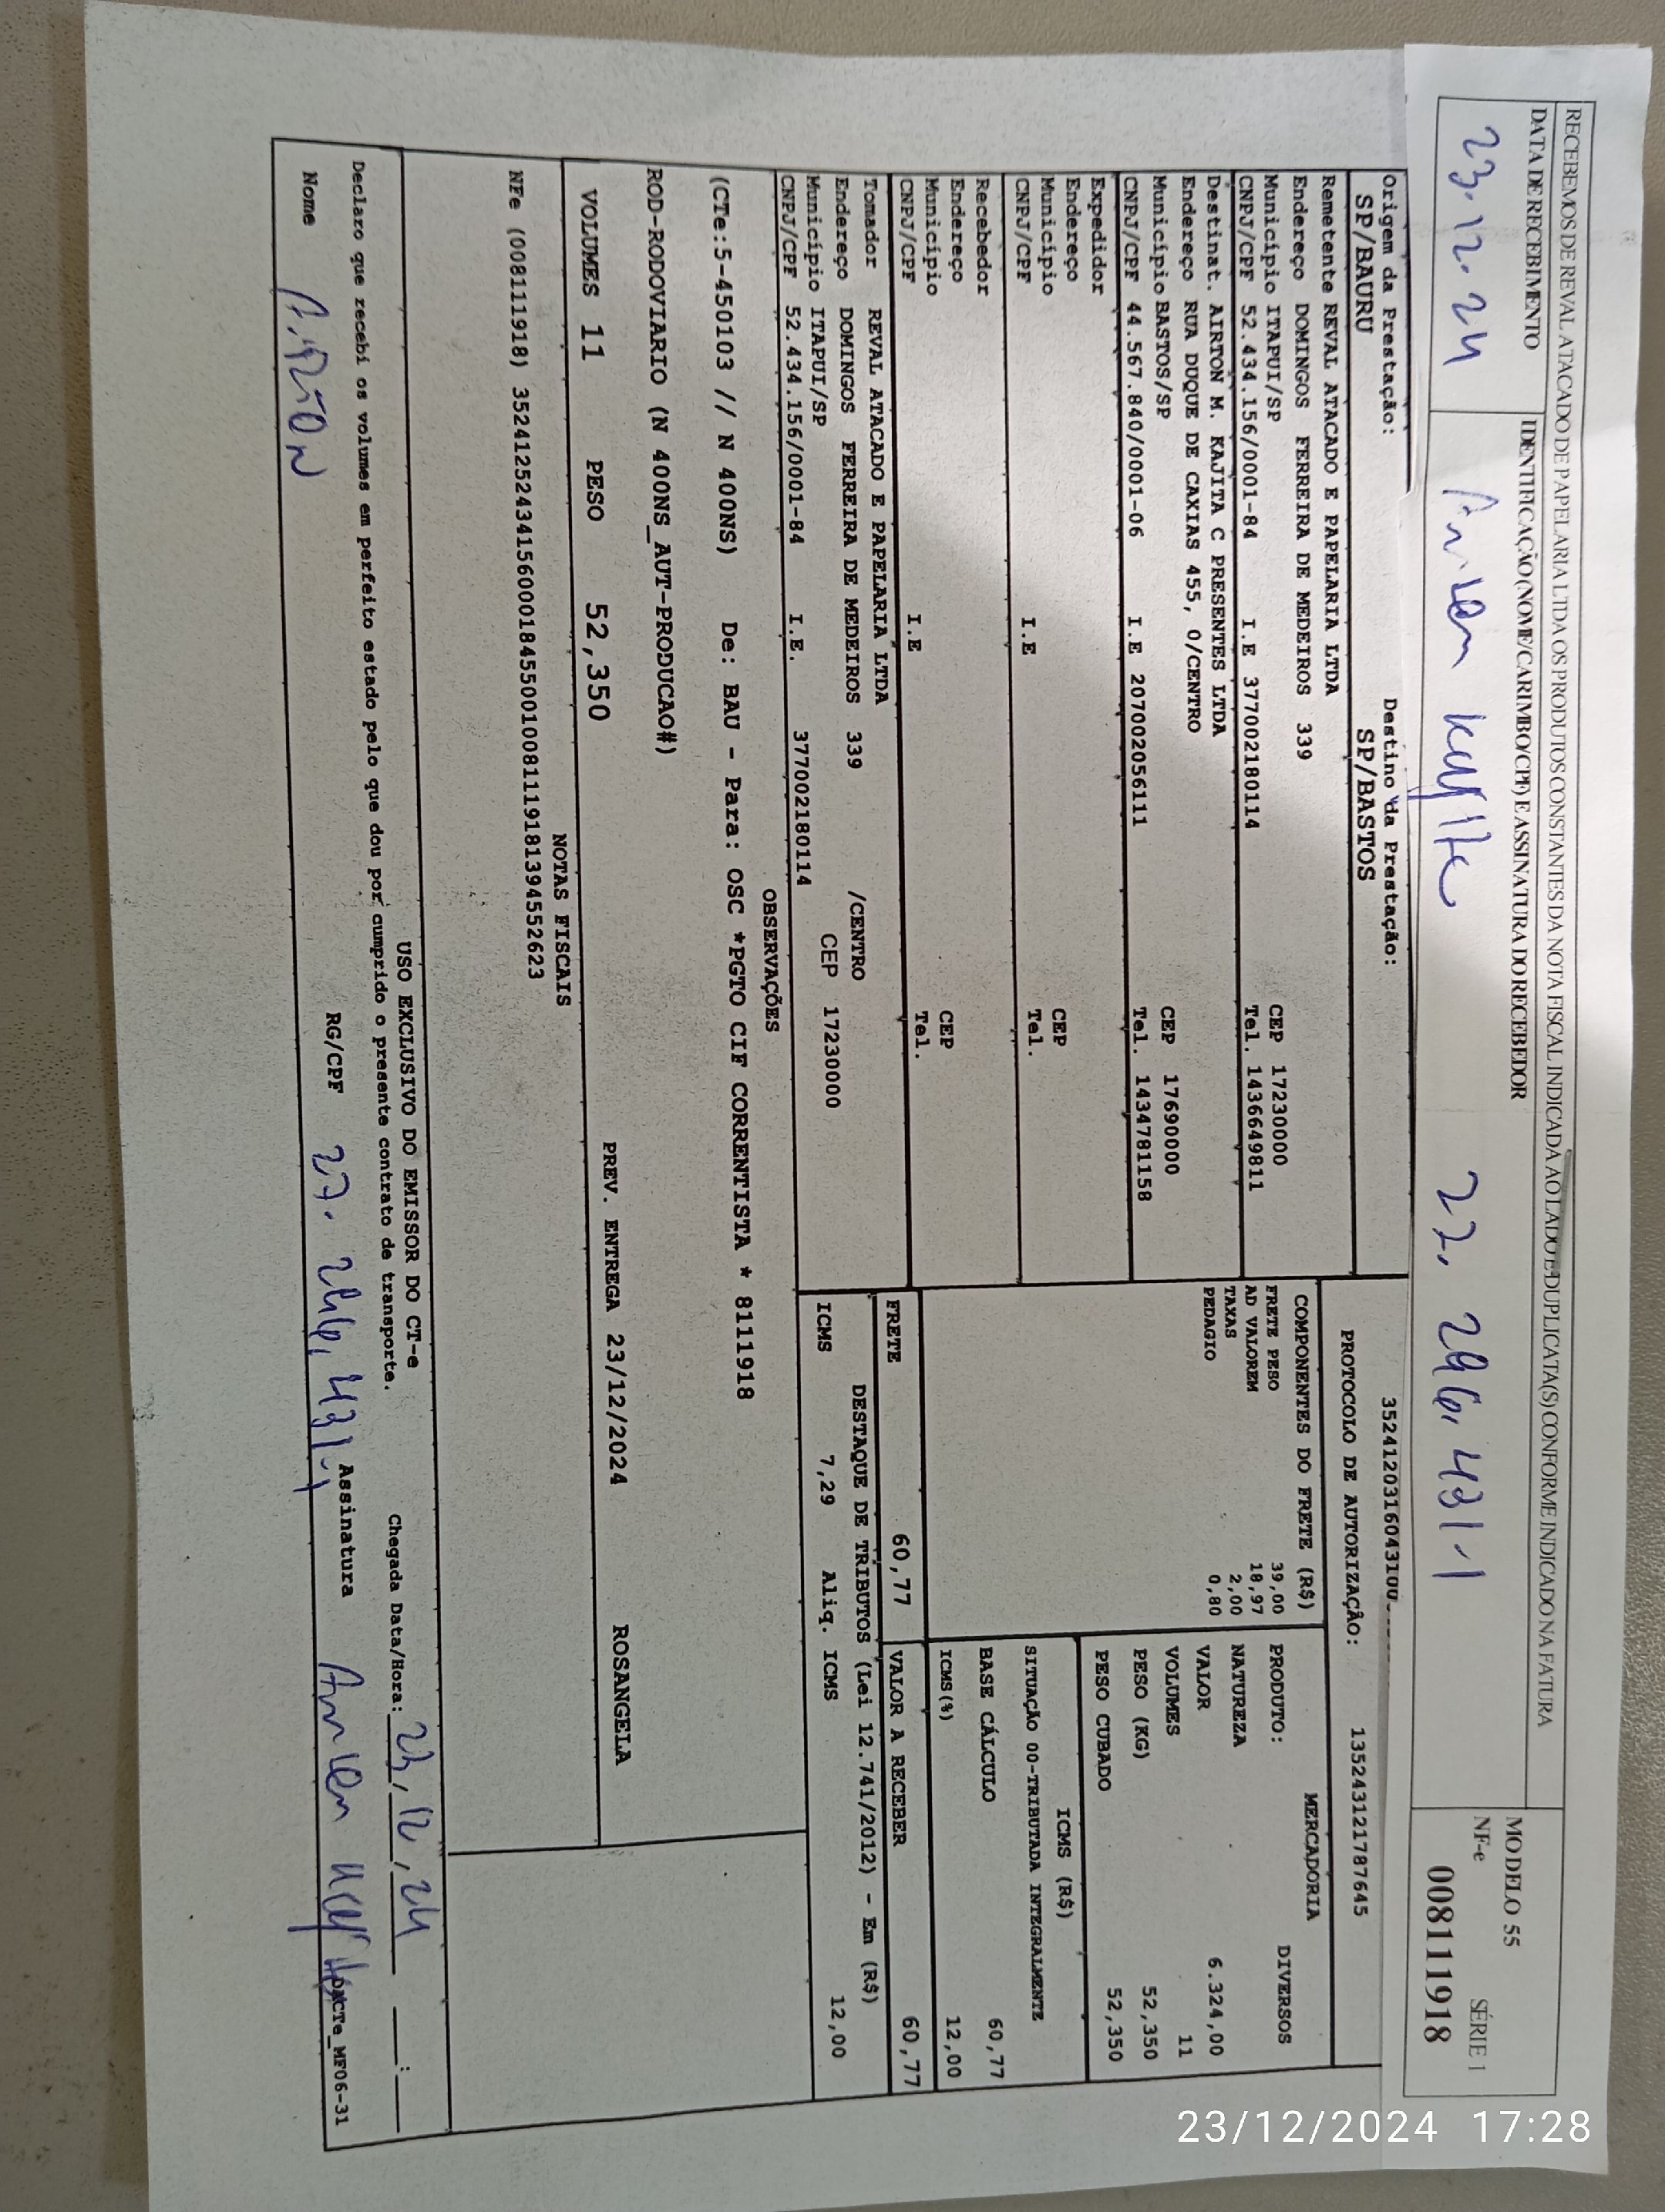 RECEBEMOS DE REVAL ATACADO DE PAPELARIA LTDA OS PRODUTOS CONSTANTES DA NOTA FISCAL INDICADA AO LADO E DUPLICATA(S) CONFORME INDICADO NA FATURA
DATA DE RECEBIMENTO IDENTIFICAÇÃO (NOME/CARIMBO/CPF) E ASSINATURA DO RECEBEDOR
23.12.24
MODELO 55
NF-e SÉRIE 1
008111918
Origem da Prestação: Destino da Prestação:
SP/BAURU SP/BASTOS
PROTOCOLO DE AUTORIZAÇÃO: 135243121787645
Remetente REVAL ATACADO E PAPELARIA LTDA
Endereço DOMINGOS FERREIRA DE MEDEIROS 339
Município ITAPUI/SP CEP 17230000
CNPJ/CPF 52.434.156/0001-84 I.E 377002180114 Tel. 1436649811
Destinat. AIRTON M. KAJITA C PRESENTES LTDA
Endereço RUA DUQUE DE CAXIAS 455, 0/CENTRO
Município BASTOS/SP CEP 17690000
CNPJ/CPF 44.567.840/0001-06 I.E 207002056111 Tel. 1434781158
Expedidor
Endereço
Município CEP
CNPJ/CPF I.E Tel.
Recebedor
Endereço
Município CEP
CNPJ/CPF I.E Tel.
Tomador REVAL ATACADO E PAPELARIA LTDA
Endereço DOMINGOS FERREIRA DE MEDEIROS 339 /CENTRO
Município ITAPUI/SP CEP 17230000
CNPJ/CPF 52.434.156/0001-84 I.E. 377002180114
COMPONENTES DO FRETE (R$)
FRETE PESO 39,00
AD VALOREM 18,97
TAXAS 2,00
PEDAGIO 0,80
MERCADORIA
PRODUTO: DIVERSOS
NATUREZA
VALOR 6.324,00
VOLUMES 11
PESO (KG) 52,350
PESO CUBADO 52,350
ICMS (R$)
SITUAÇÃO 00-TRIBUTADA INTEGRALMENTE
BASE CÁLCULO 60,77
ICMS(%) 12,00
FRETE 60,77 VALOR A RECEBER 60,77
DESTAQUE DE TRIBUTOS (Lei 12.741/2012) - Em (R$)
ICMS 7,29 Aliq. ICMS 12,00
OBSERVAÇÕES
(CTe:5-450103 // N 400NS) De: BAU - Para: OSC *PGTO CIF CORRENTISTA * 8111918
ROD-RODOVIARIO (N 400NS_AUT-PRODUCAO#)
VOLUMES 11 PESO 52,350 PREV. ENTREGA 23/12/2024 ROSANGELA
NOTAS FISCAIS
NFe (008111918) 35241252434156000184550010081119181394552623
USO EXCLUSIVO DO EMISSOR DO CT-e
Declaro que recebi os volumes em perfeito estado pelo que dou por cumprido o presente contrato de transporte. Chegada Data/Hora: 23/12/24 :
Nome RG/CPF Assinatura
DACTe_MF06-31
23/12/2024 17:28